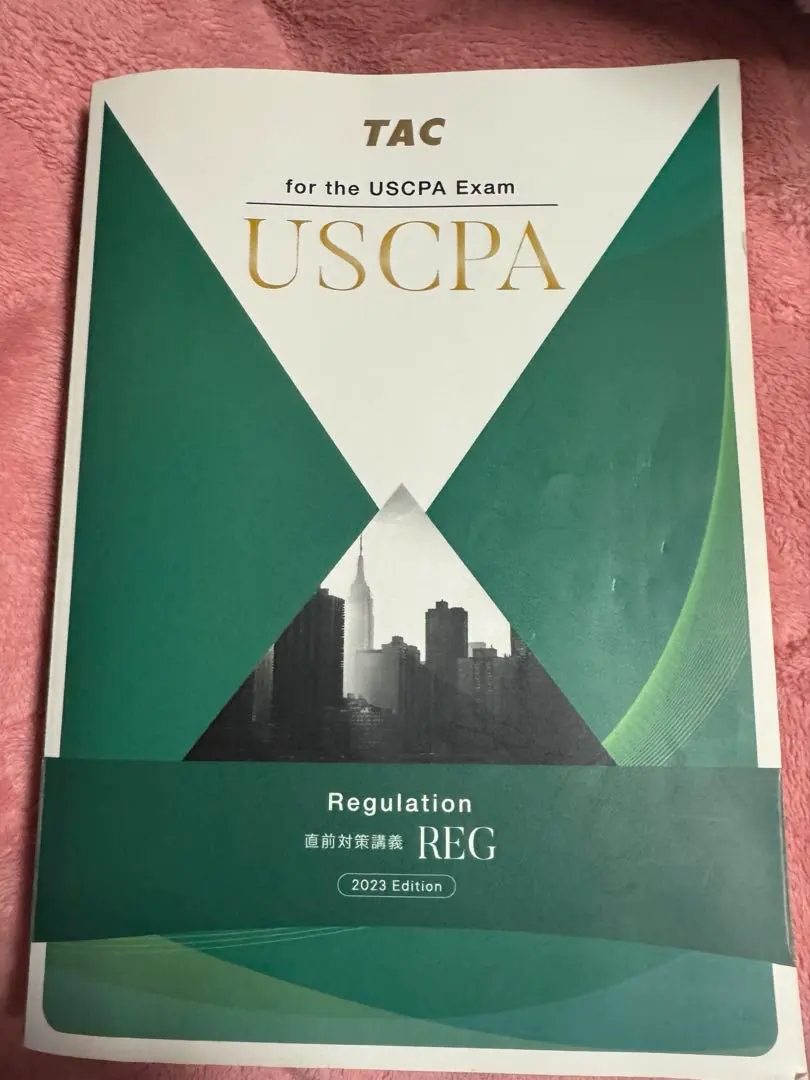 TAC
for the USCPA Exam
USCPA
Regulation
直前対策講義 REG
2023 Edition